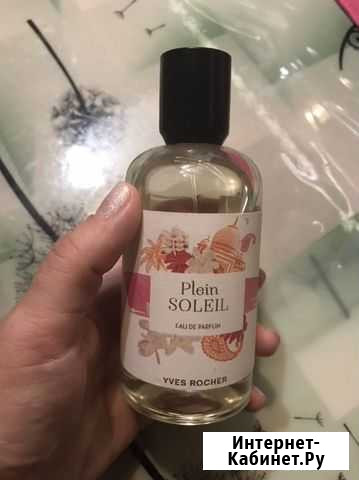 Plein
SOLEIL
EAU DE PARFUM
YVES ROCHER
Интернет-
Кабинет.Ру